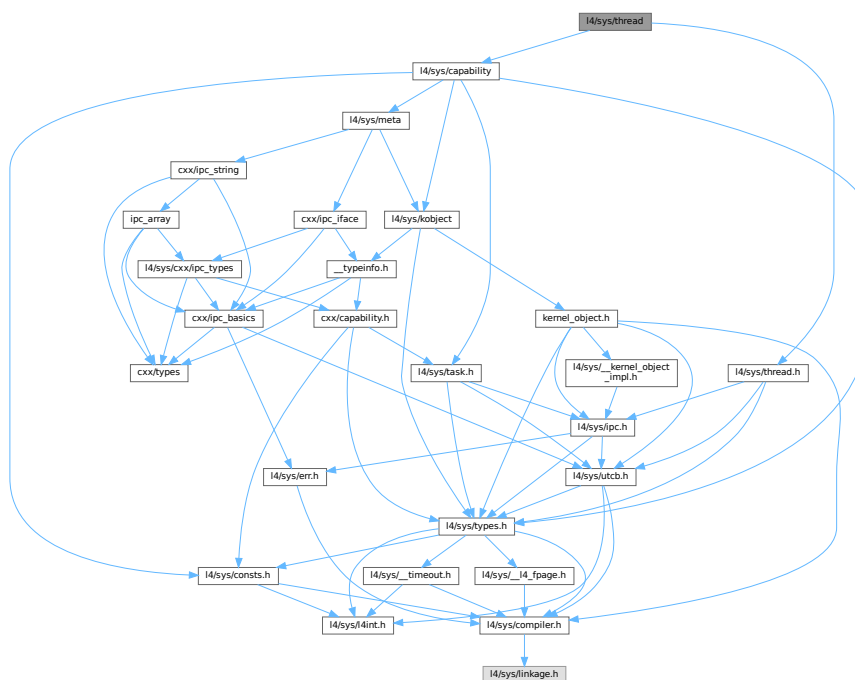 l4/sys/thread
l4/sys/capability
l4/sys/meta
cxx/ipc_string
ipc_array
cxx/ipc_iface
l4/sys/kobject
l4/sys/cxx/ipc_types
__typeinfo.h
cxx/ipc_basics
cxx/capability.h
kernel_object.h
cxx/types
l4/sys/task.h
l4/sys/__kernel_object
_impl.h
l4/sys/thread.h
l4/sys/ipc.h
l4/sys/err.h
l4/sys/utcb.h
l4/sys/types.h
l4/sys/consts.h
l4/sys/__timeout.h
l4/sys/__l4_fpage.h
l4/sys/l4int.h
l4/sys/compiler.h
l4/sys/linkage.h